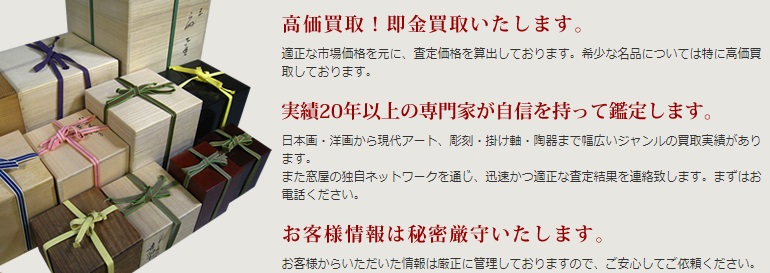 高価買取！即金買取いたします。
適正な市場価格を元に、査定価格を算出しております。希少な名品については特に高価買
取しております。
実績20年以上の専門家が自信を持って鑑定します。
日本画・洋画から現代アート、彫刻・掛け軸・陶器まで幅広いジャンルの買取実績があり
ます。
また窓屋の独自ネットワークを通じ、迅速かつ適正な査定結果を連絡致します。まずはお
電話ください。
お客様情報は秘密厳守いたします。
お客様からいただいた情報は厳正に管理しておりますので、ご安心してご依頼ください。